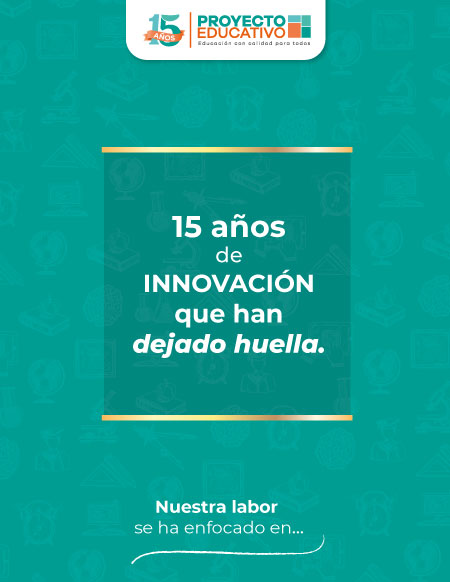 15
AÑOS
PROYECTO
EDUCATIVO
Educación con calidad para todos
15 años
de
INNOVACIÓN
que han
dejado huella.
Nuestra labor
se ha enfocado en...